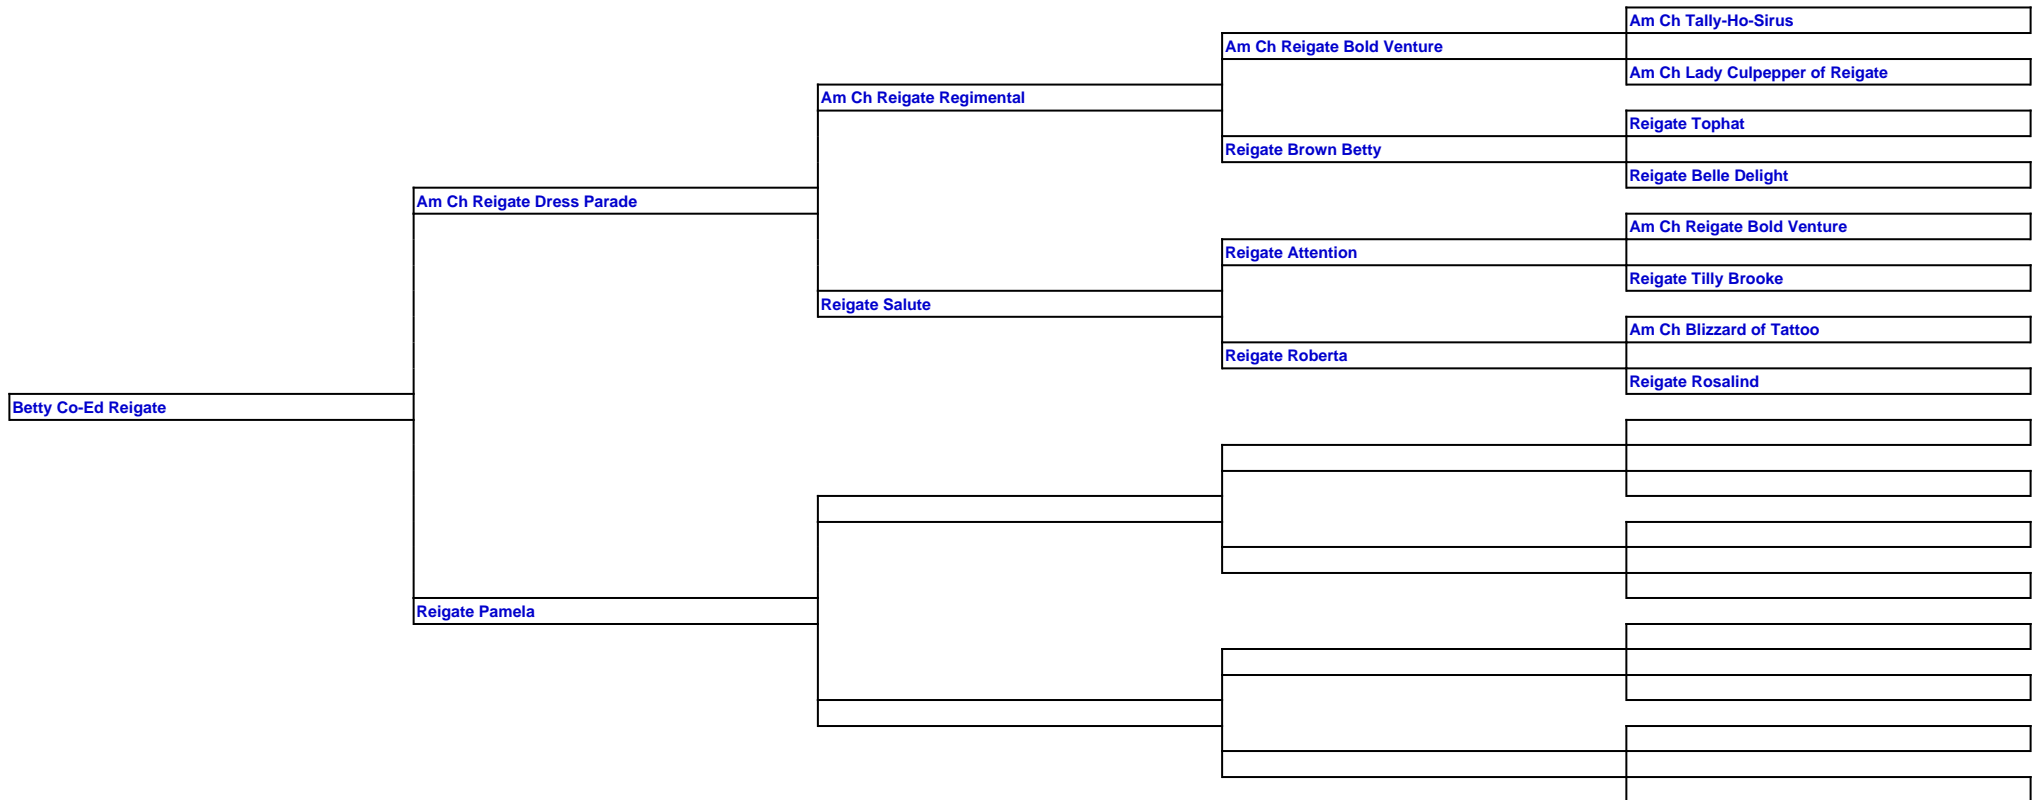 Am Ch Tally-Ho-Sirus
Am Ch Reigate Bold Venture
Am Ch Lady Culpepper of Reigate
Am Ch Reigate Regimental
Reigate Tophat
Reigate Brown Betty
Reigate Belle Delight
Am Ch Reigate Dress Parade
Am Ch Reigate Bold Venture
Reigate Attention
Reigate Tilly Brooke
Reigate Salute
Am Ch Blizzard of Tattoo
Reigate Roberta
Reigate Rosalind
Betty Co-Ed Reigate
Reigate Pamela